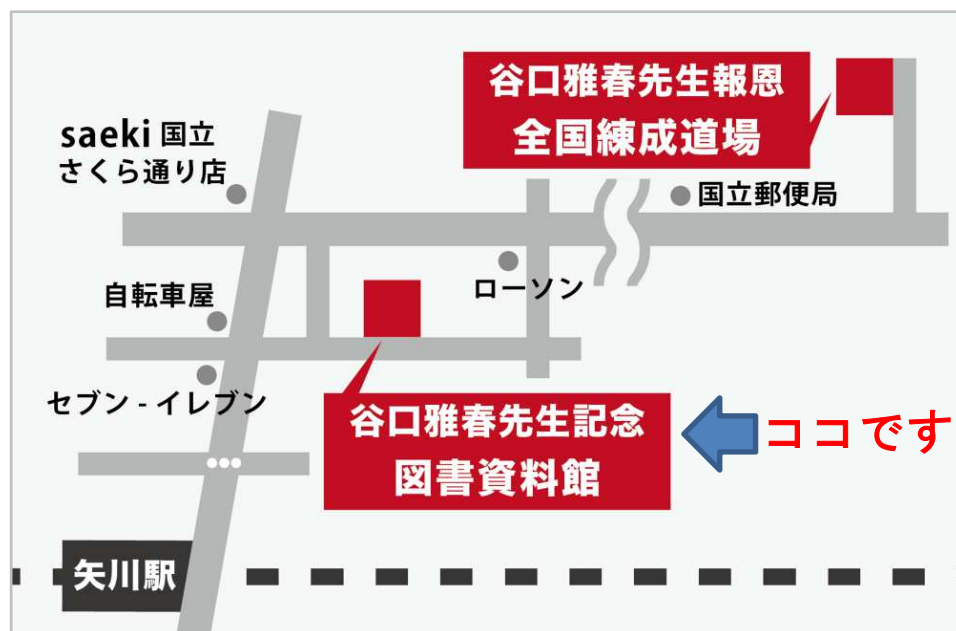 谷口雅春先生報恩
全国練成道場
saeki 国立
さくら通り店
国立郵便局
ローソン
自転車屋
セブン - イレブン
谷口雅春先生記念
図書資料館
ココです
矢川駅